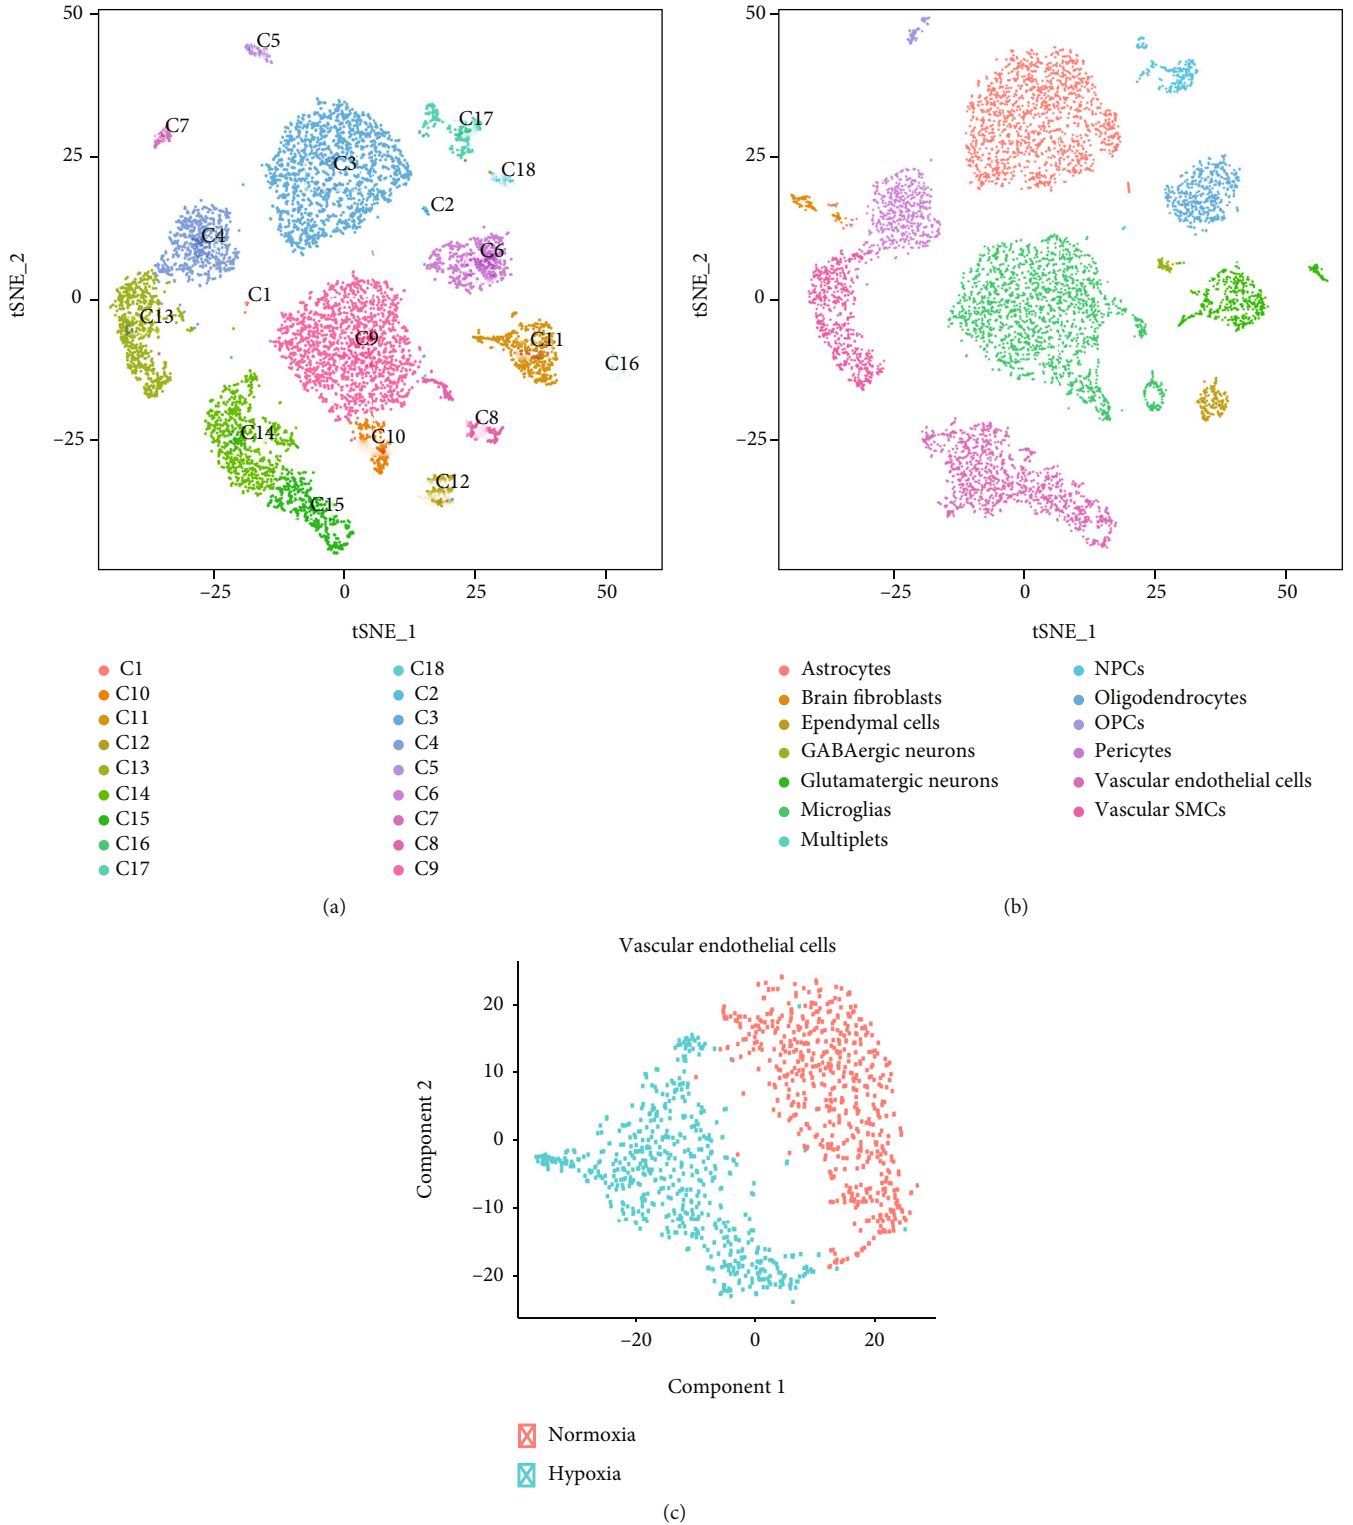 50
25
0
−25
tSNE_2
C5
C7
C17
C3
C18
C2
C4
C6
C1
C13
C9
C11
C16
C8
C14
C10
C12
C15
−25
0
25
50
tSNE_1
C1
C10
C11
C12
C13
C14
C15
C16
C17
C18
C2
C3
C4
C5
C6
C7
C8
C9
(a)
50
25
0
−25
tSNE_2
−25
0
25
50
tSNE_1
Astrocytes
Brain fibroblasts
Ependymal cells
GABAergic neurons
Glutamatergic neurons
Microglias
Multiplets
NPCs
Oligodendrocytes
OPCs
Pericytes
Vascular endothelial cells
Vascular SMCs
(b)
Vascular endothelial cells
20
10
0
−10
−20
Component 2
−20
0
20
Component 1
Normoxia
Hypoxia
(c)